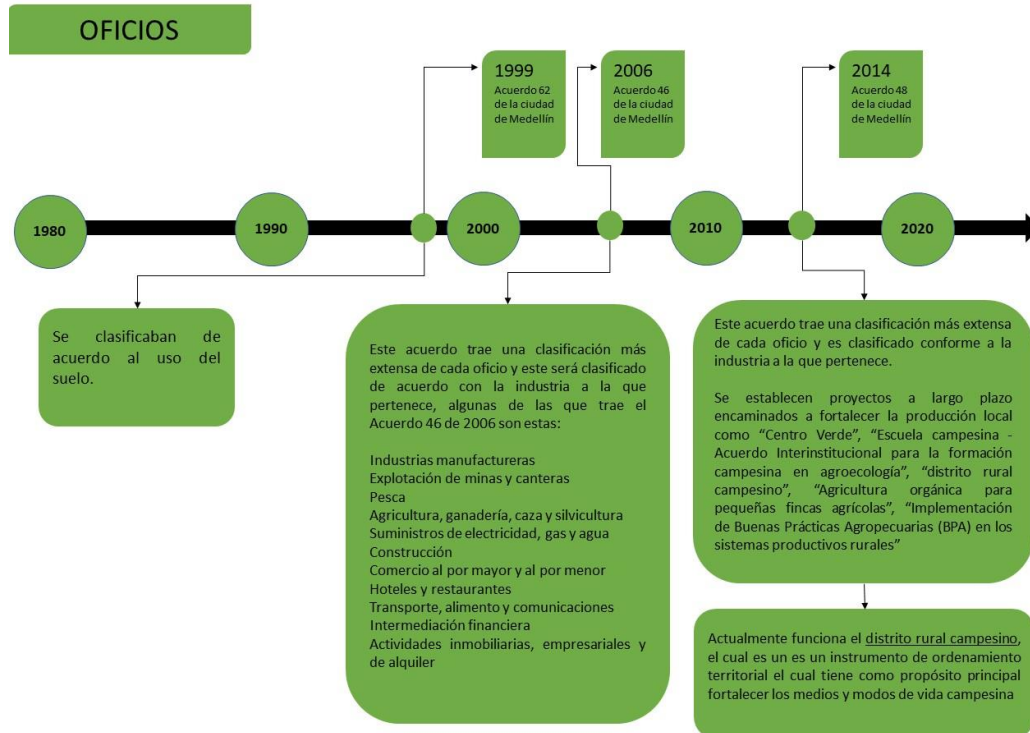 OFICIOS
1999
Acuerdo 62
de la ciudad
de Medellín
2006
Acuerdo 46
de la ciudad
de Medellín
2014
Acuerdo 48
de la ciudad
de Medellín
1980
1990
2000
2010
2020
Se clasificaban de
acuerdo al uso del
suelo.
Este acuerdo trae una clasificación más
extensa de cada oficio y este será clasificado
de acuerdo con la industria a la que
pertenece, algunas de las que trae el
Acuerdo 46 de 2006 son estas:
Industrias manufactureras
Explotación de minas y canteras
Pesca
Agricultura, ganadería, caza y silvicultura
Suministros de electricidad, gas y agua
Construcción
Comercio al por mayor y al por menor
Hoteles y restaurantes
Transporte, alimento y comunicaciones
Intermediación financiera
Actividades inmobiliarias, empresariales y
de alquiler
Este acuerdo trae una clasificación más extensa
de cada oficio y es clasificado conforme a la
industria a la que pertenece.
Se establecen proyectos a largo plazo
encaminados a fortalecer la producción local
como “Centro Verde”, “Escuela campesina -
Acuerdo Interinstitucional para la formación
campesina en agroecología”, “distrito rural
campesino”, “Agricultura orgánica para
pequeñas fincas agrícolas”, “Implementación
de Buenas Prácticas Agropecuarias (BPA) en los
sistemas productivos rurales”
Actualmente funciona el distrito rural campesino,
el cual es un es un instrumento de ordenamiento
territorial el cual tiene como propósito principal
fortalecer los medios y modos de vida campesina